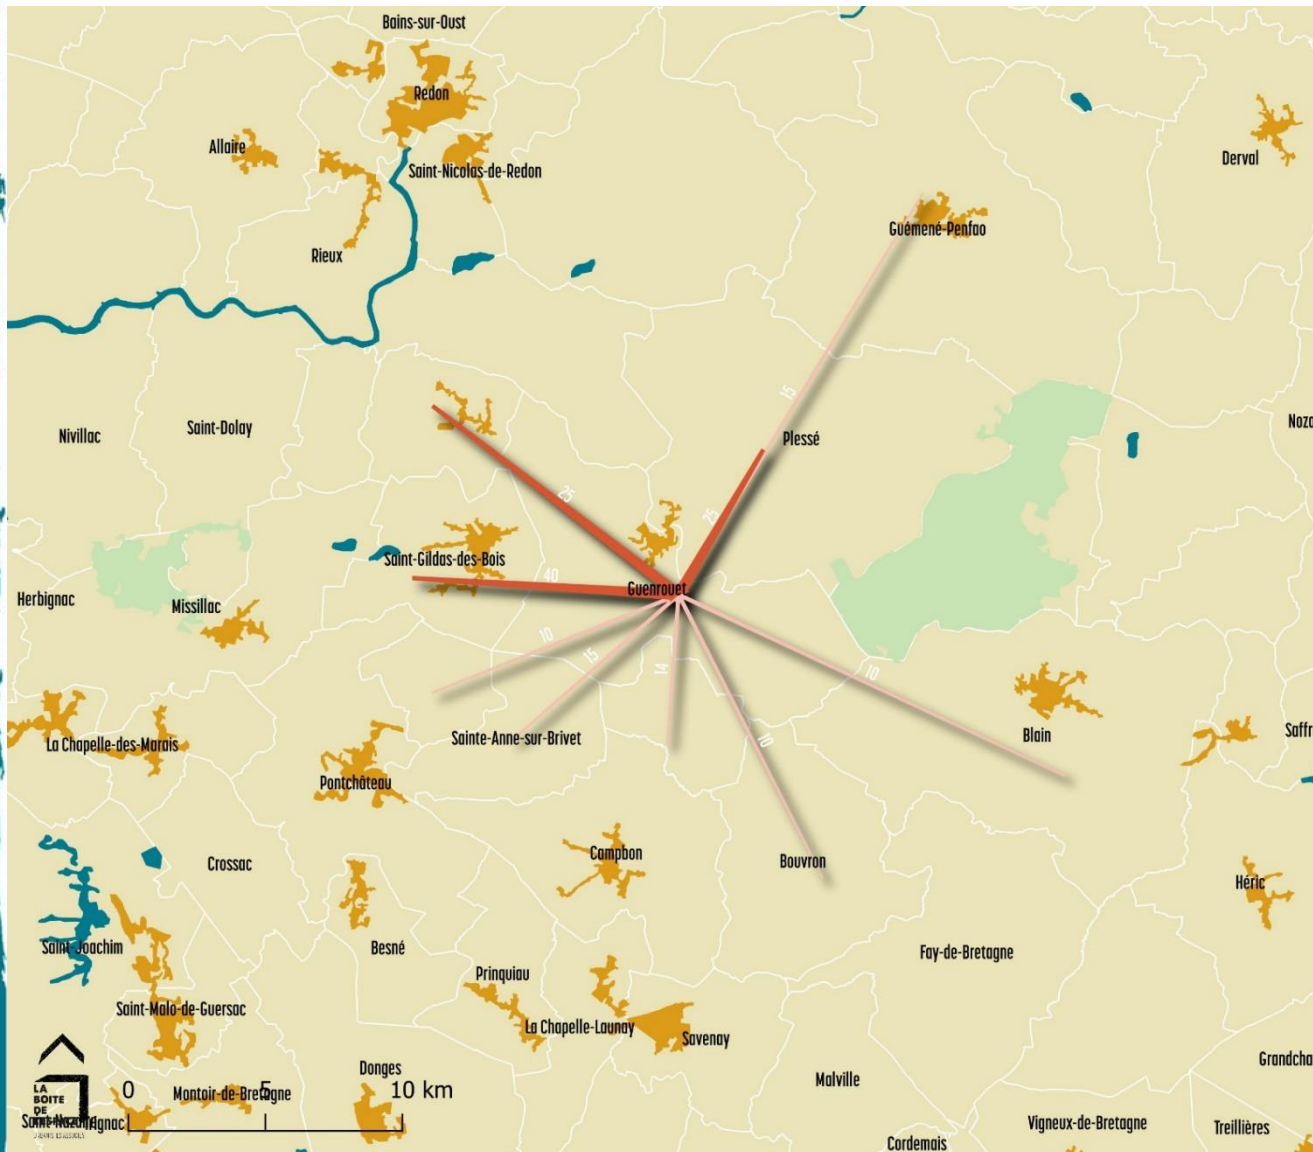 Bains-sur-Oust
Redon
Allaire
Saint-Nicolas-de-Redon
Derval
Rieux
Guémené-Penfao
15
Nivillac
Saint-Dolay
Plessé
Noza
25
25
Saint-Gildas-des-Bois
40
Guenrouet
Herbignac
Missillac
10
15
14
10
10
La Chapelle-des-Marais
Sainte-Anne-sur-Brivet
Blain
Saffr
Pontchâteau
Crossac
Campbon
Bouvron
Héric
Saint-Joachim
Besné
Fay-de-Bretagne
Prinquiau
Saint-Malo-de-Guersac
La Chapelle-Launay
Savenay
Donges
Malville
Grandcha
LA
BOITE
DE
0 5 10 km
Montoir-de-Bretagne
Vigneux-de-Bretagne
Treillières
Cordemais